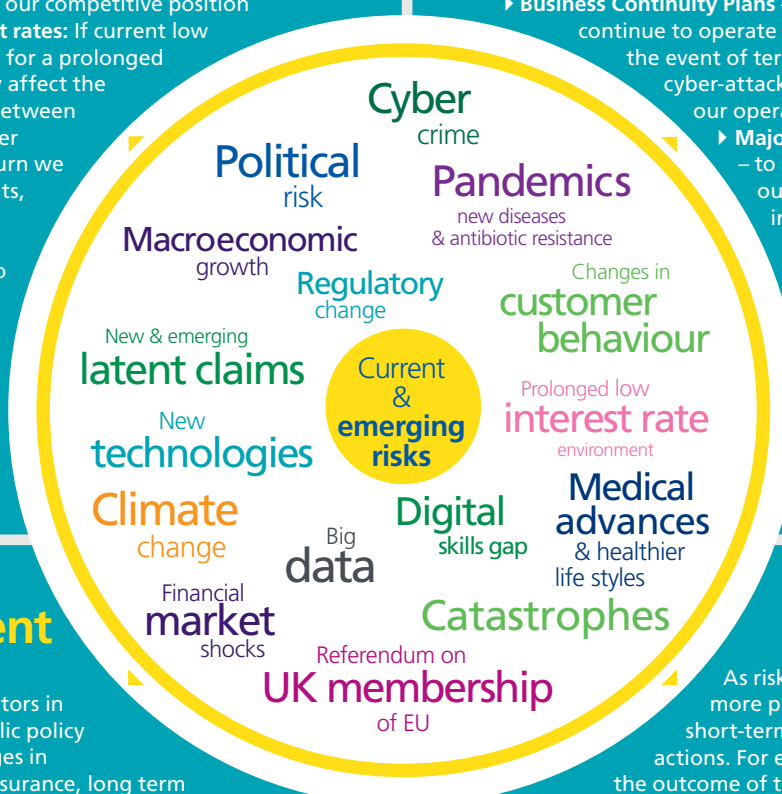 our competitive position
t rates: If current low
for a prolonged
affect the
etween
er
urn we
ts,
o
Business Continuity Plans
continue to operate
the event of ter
cyber-attack
our opera
Majo
– to
ou
in
Cyber
crime
Political
risk
Pandemics
new diseases
& antibiotic resistance
Macroeconomic
growth
Regulatory
change
Changes in
customer
behaviour
New & emerging
latent claims
Current
&
emerging
risks
Prolonged low
interest rate
environment
New
technologies
Climate
change
Big
data
Digital
skills gap
Medical
advances
& healthier
life styles
Financial
market
shocks
Catastrophes
Referendum on
UK membership
of EU
ent
tors in
lic policy
ges in
surance, long term
As risk
more p
short-term
actions. For e
the outcome of t